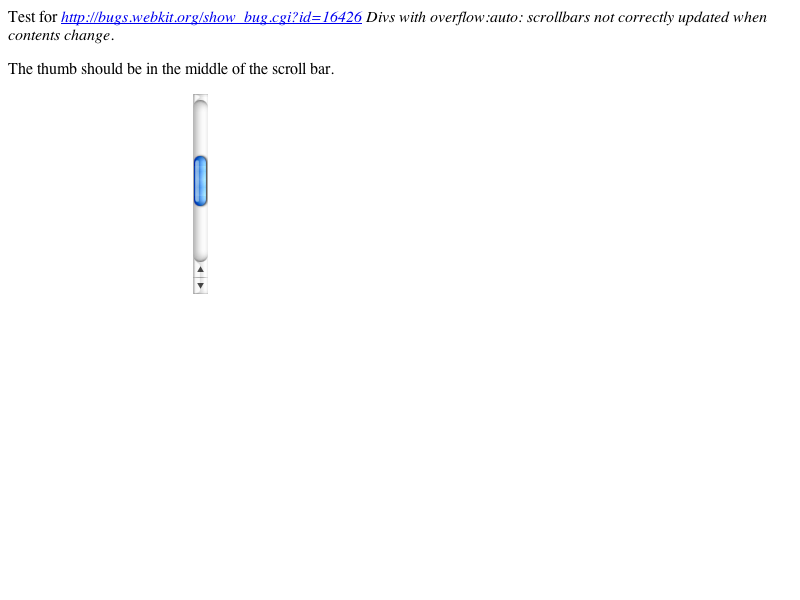 Test for http://bugs.webkit.org/show_bug.cgi?id=16426 Divs with overflow:auto: scrollbars not correctly updated when
contents change.
The thumb should be in the middle of the scroll bar.